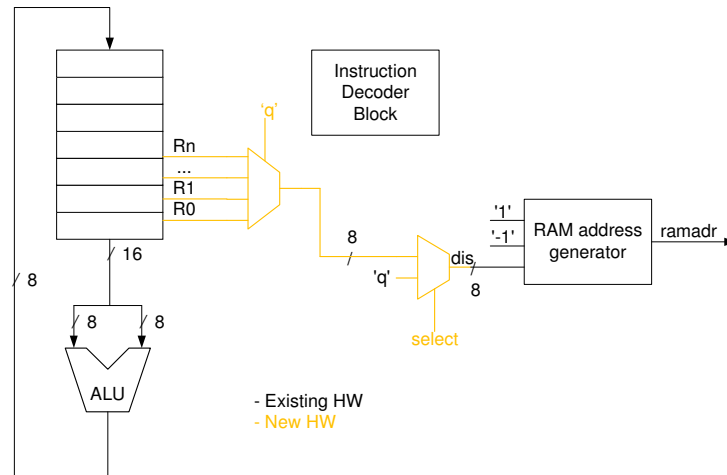 Instruction
Decoder
Block
'q'
Rn
...
R1
R0
16
8
8
8
ALU
8
'q'
dis
8
select
'1'
'-1'
RAM address
generator
ramadr
- Existing HW
- New HW